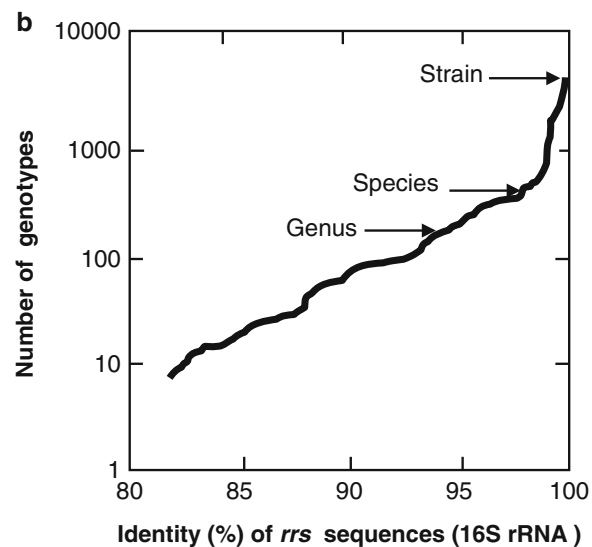 b
10000
1000
100
10
1
Number of genotypes
Strain
Species
Genus
80 85 90 95 100
Identity (%) of rrs sequences (16S rRNA )